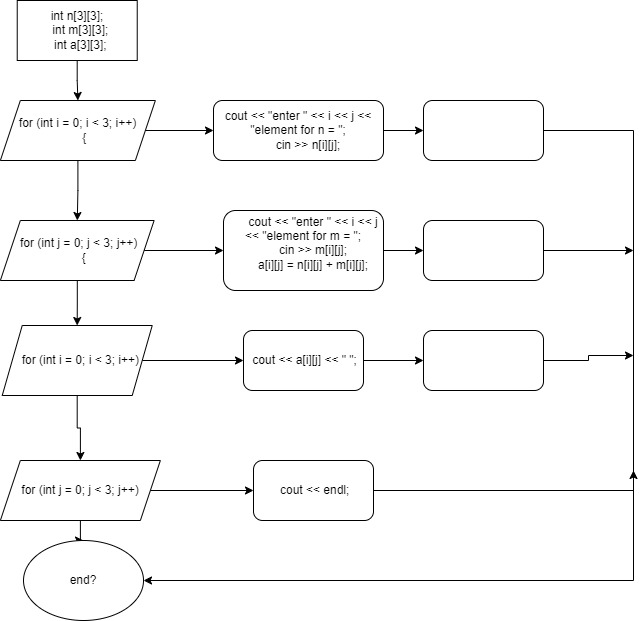 int n[3][3];
int m[3][3];
int a[3][3];
for (int i = 0; i < 3; i++)
{
cout << "enter " << i << j <<
"element for n = ";
cin >> n[i][j];
for (int j = 0; j < 3; j++)
{
cout << "enter " << i << j
<< "element for m = ";
cin >> m[i][j];
a[i][j] = n[i][j] + m[i][j];
for (int i = 0; i < 3; i++)
cout << a[i][j] << " ";
for (int j = 0; j < 3; j++)
cout << endl;
end?